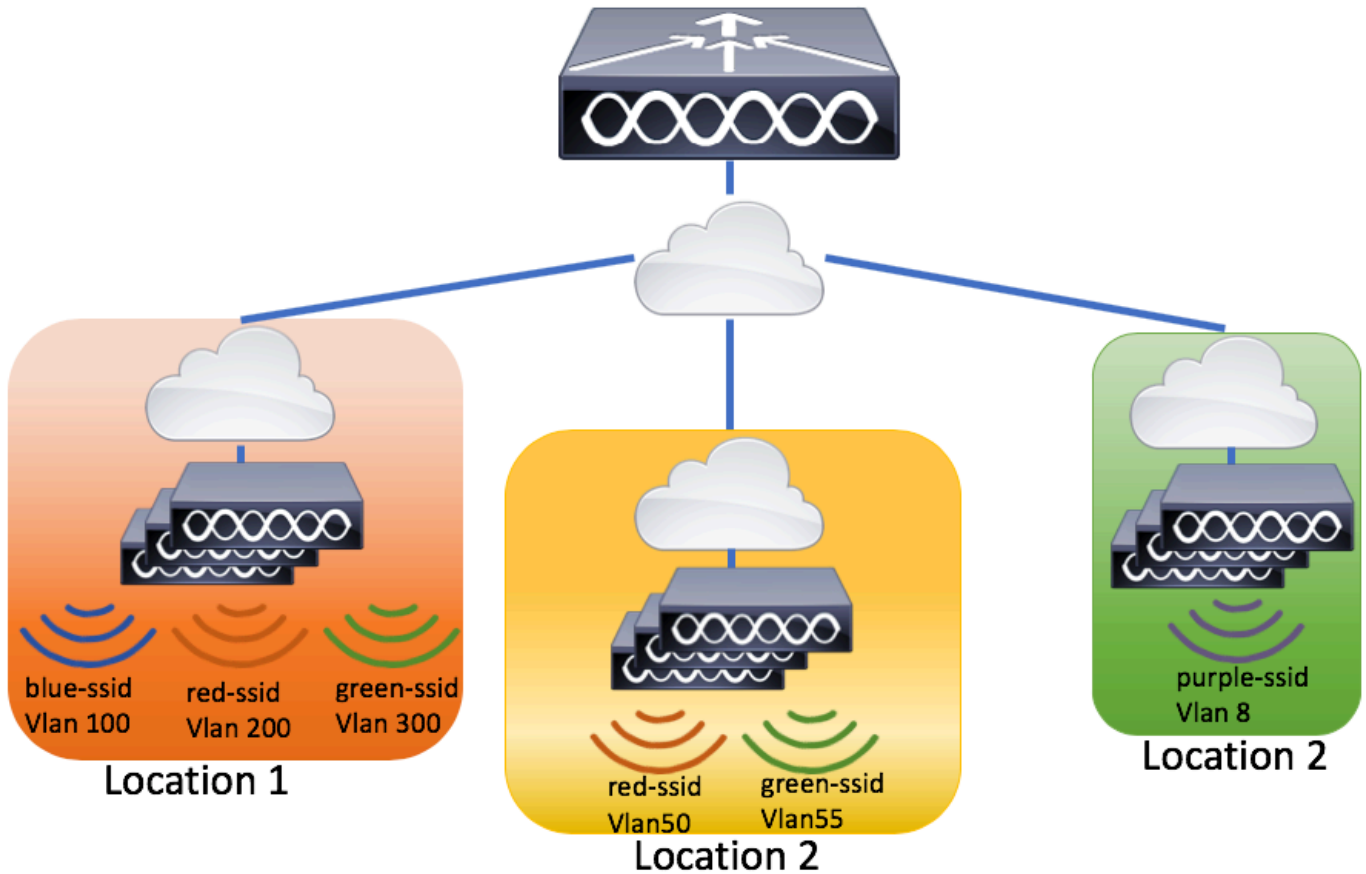 blue-ssid
Vlan 100
red-ssid
Vlan 200
green-ssid
Vlan 300
Location 1
red-ssid
Vlan50
green-ssid
Vlan55
Location 2
purple-ssid
Vlan 8
Location 2